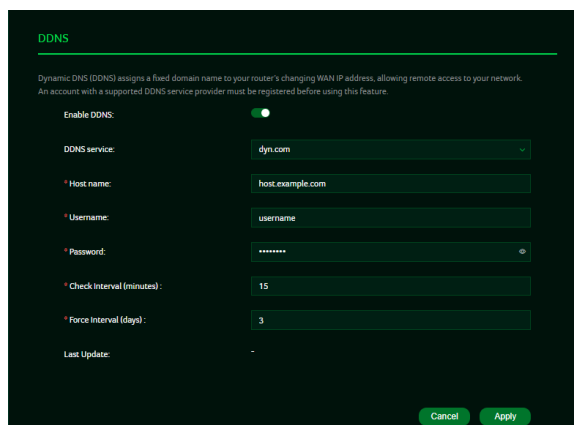 DDNS
Dynamic DNS (DDNS) assigns a fixed domain name to your router's changing WAN IP address, allowing remote access to your network.
An account with a supported DDNS service provider must be registered before using this feature.
Enable DDNS:
DDNS service: dyn.com
* Host name: host.example.com
* Username: username
* Password: ••••••••
* Check Interval (minutes) : 15
* Force Interval (days) : 3
Last Update: -
Cancel Apply